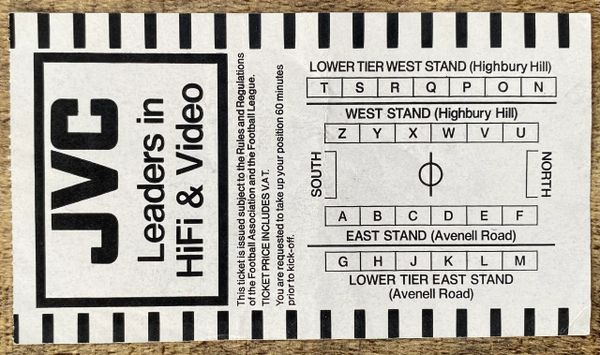 JVC
Leaders in
HiFi & Video
This ticket is issued subject to the Rules and Regulations
of the Football Association and the Football League.
TICKET PRICE INCLUDES V.A.T.
You are requested to take up your position 60 minutes
prior to kick-off.
LOWER TIER WEST STAND (Highbury Hill)
T S R Q P O N
WEST STAND (Highbury Hill)
Z Y X W V U
SOUTH
NORTH
A B C D E F
EAST STAND (Avenell Road)
G H J K L M
LOWER TIER EAST STAND
(Avenell Road)